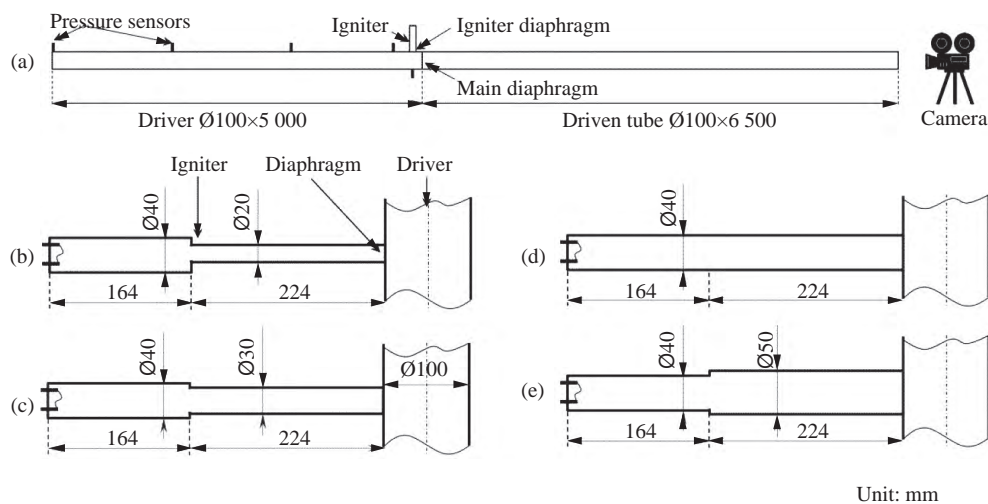 Pressure sensors
Igniter
Igniter diaphragm
(a)
Main diaphragm
Driver Ø100×5 000
Driven tube Ø100×6 500
Camera
Igniter
Diaphragm
Driver
(b)
Ø40
Ø20
164
224
(d)
Ø40
164
224
(c)
Ø40
Ø30
Ø100
164
224
(e)
Ø40
Ø50
164
224
Unit: mm